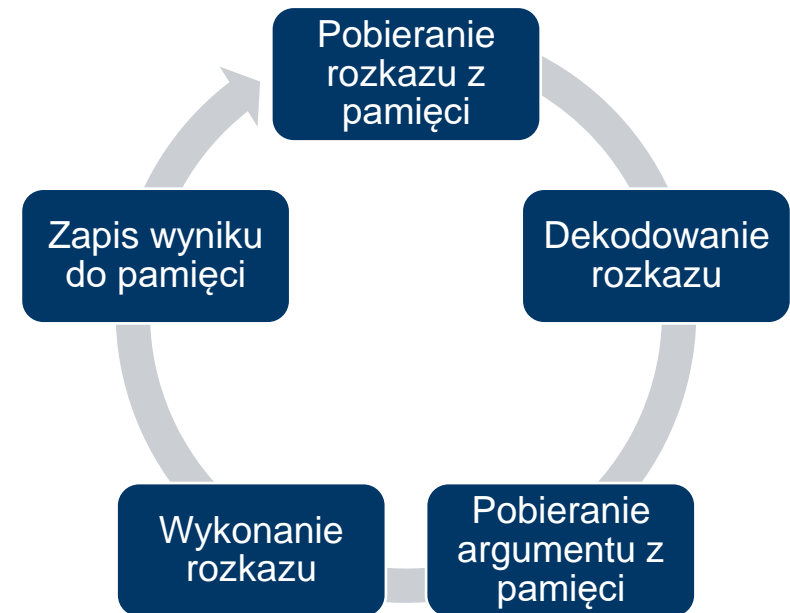 Pobieranie
rozkazu z
pamięci
Dekodowanie
rozkazu
Pobieranie
argumentu z
pamięci
Wykonanie
rozkazu
Zapis wyniku
do pamięci